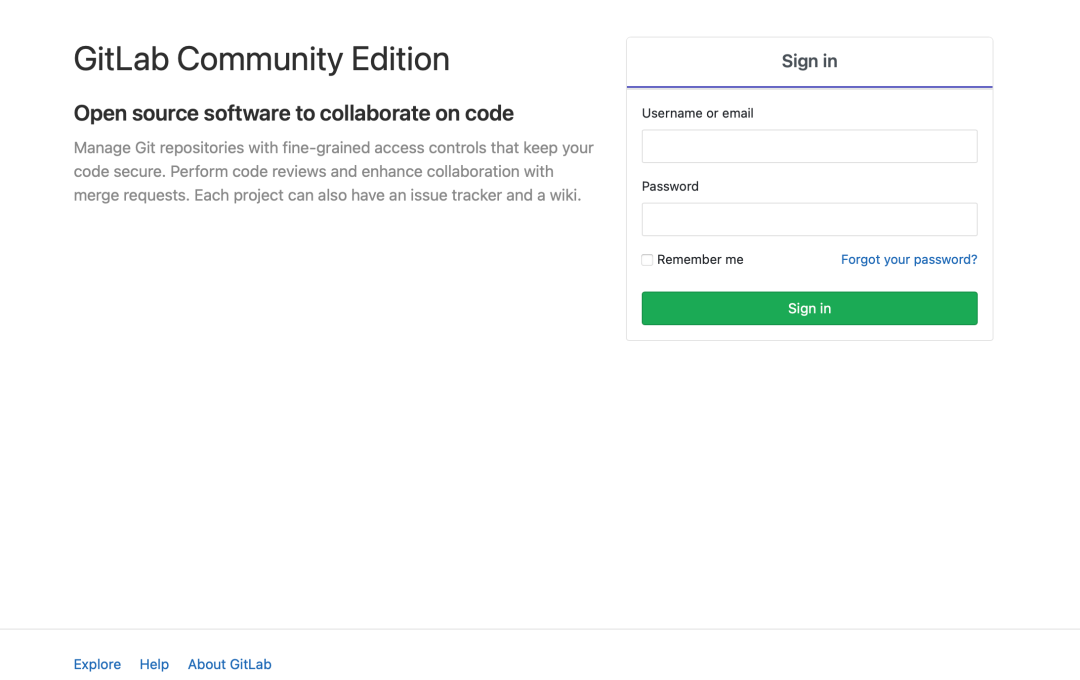 GitLab Community Edition
Open source software to collaborate on code
Manage Git repositories with fine-grained access controls that keep your
code secure. Perform code reviews and enhance collaboration with
merge requests. Each project can also have an issue tracker and a wiki.
Sign in
Username or email
Password
Remember me
Forgot your password?
Sign in
Explore
Help
About GitLab